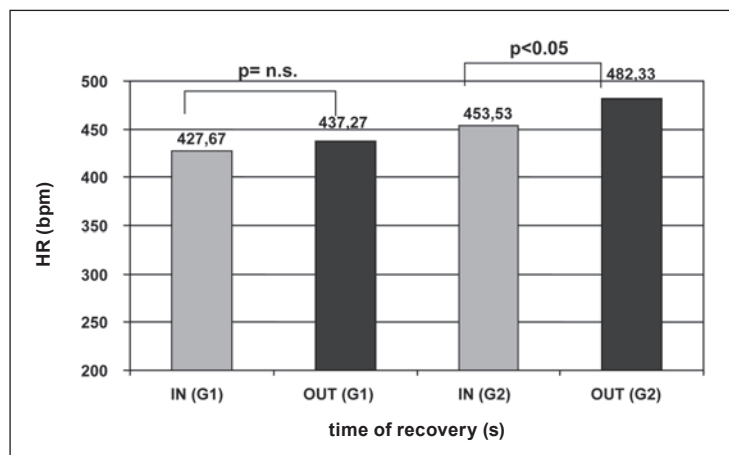 p<0.05
p= n.s.
500
450
400
350
300
250
200
HR (bpm)
427,67
437,27
453,53
482,33
IN (G1)
OUT (G1)
IN (G2)
OUT (G2)
time of recovery (s)